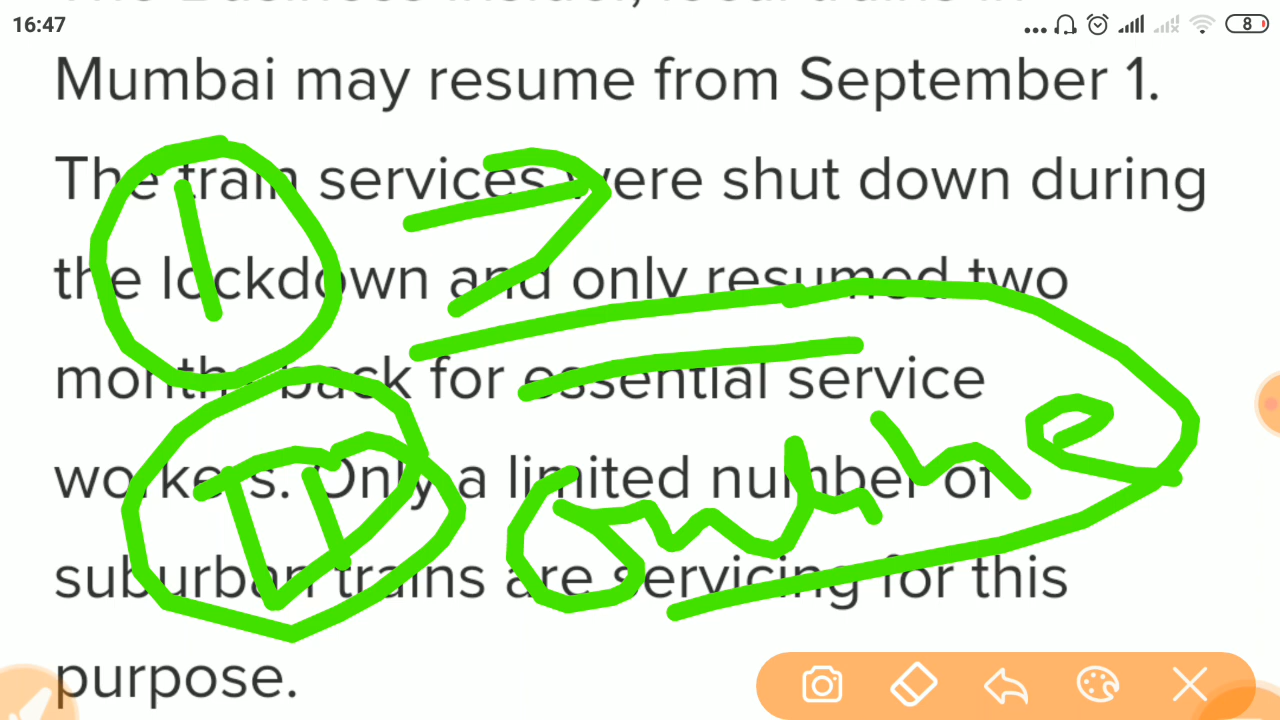 16:47
8
Mumbai may resume from September 1.
The train services were shut down during
the lockdown and only resumed two
months back for essential service
workers. Only a limited number of
suburban trains are servicing for this
purpose.
I
II
online